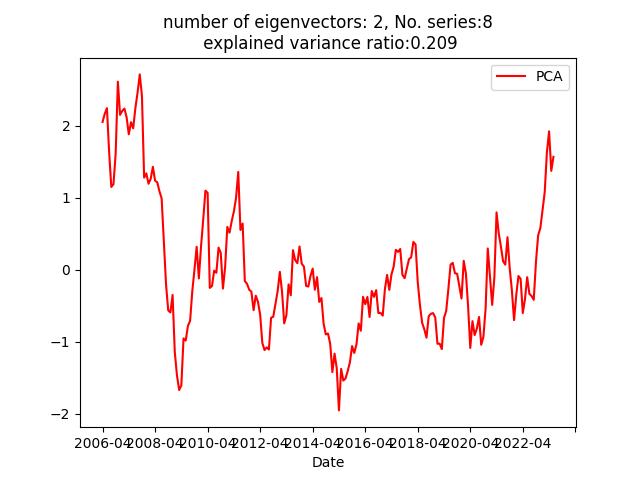 number of eigenvectors: 2, No. series:8
explained variance ratio:0.209
PCA
2
1
0
−1
−2
2006-04 2008-04 2010-04 2012-04 2014-04 2016-04 2018-04 2020-04 2022-04
Date